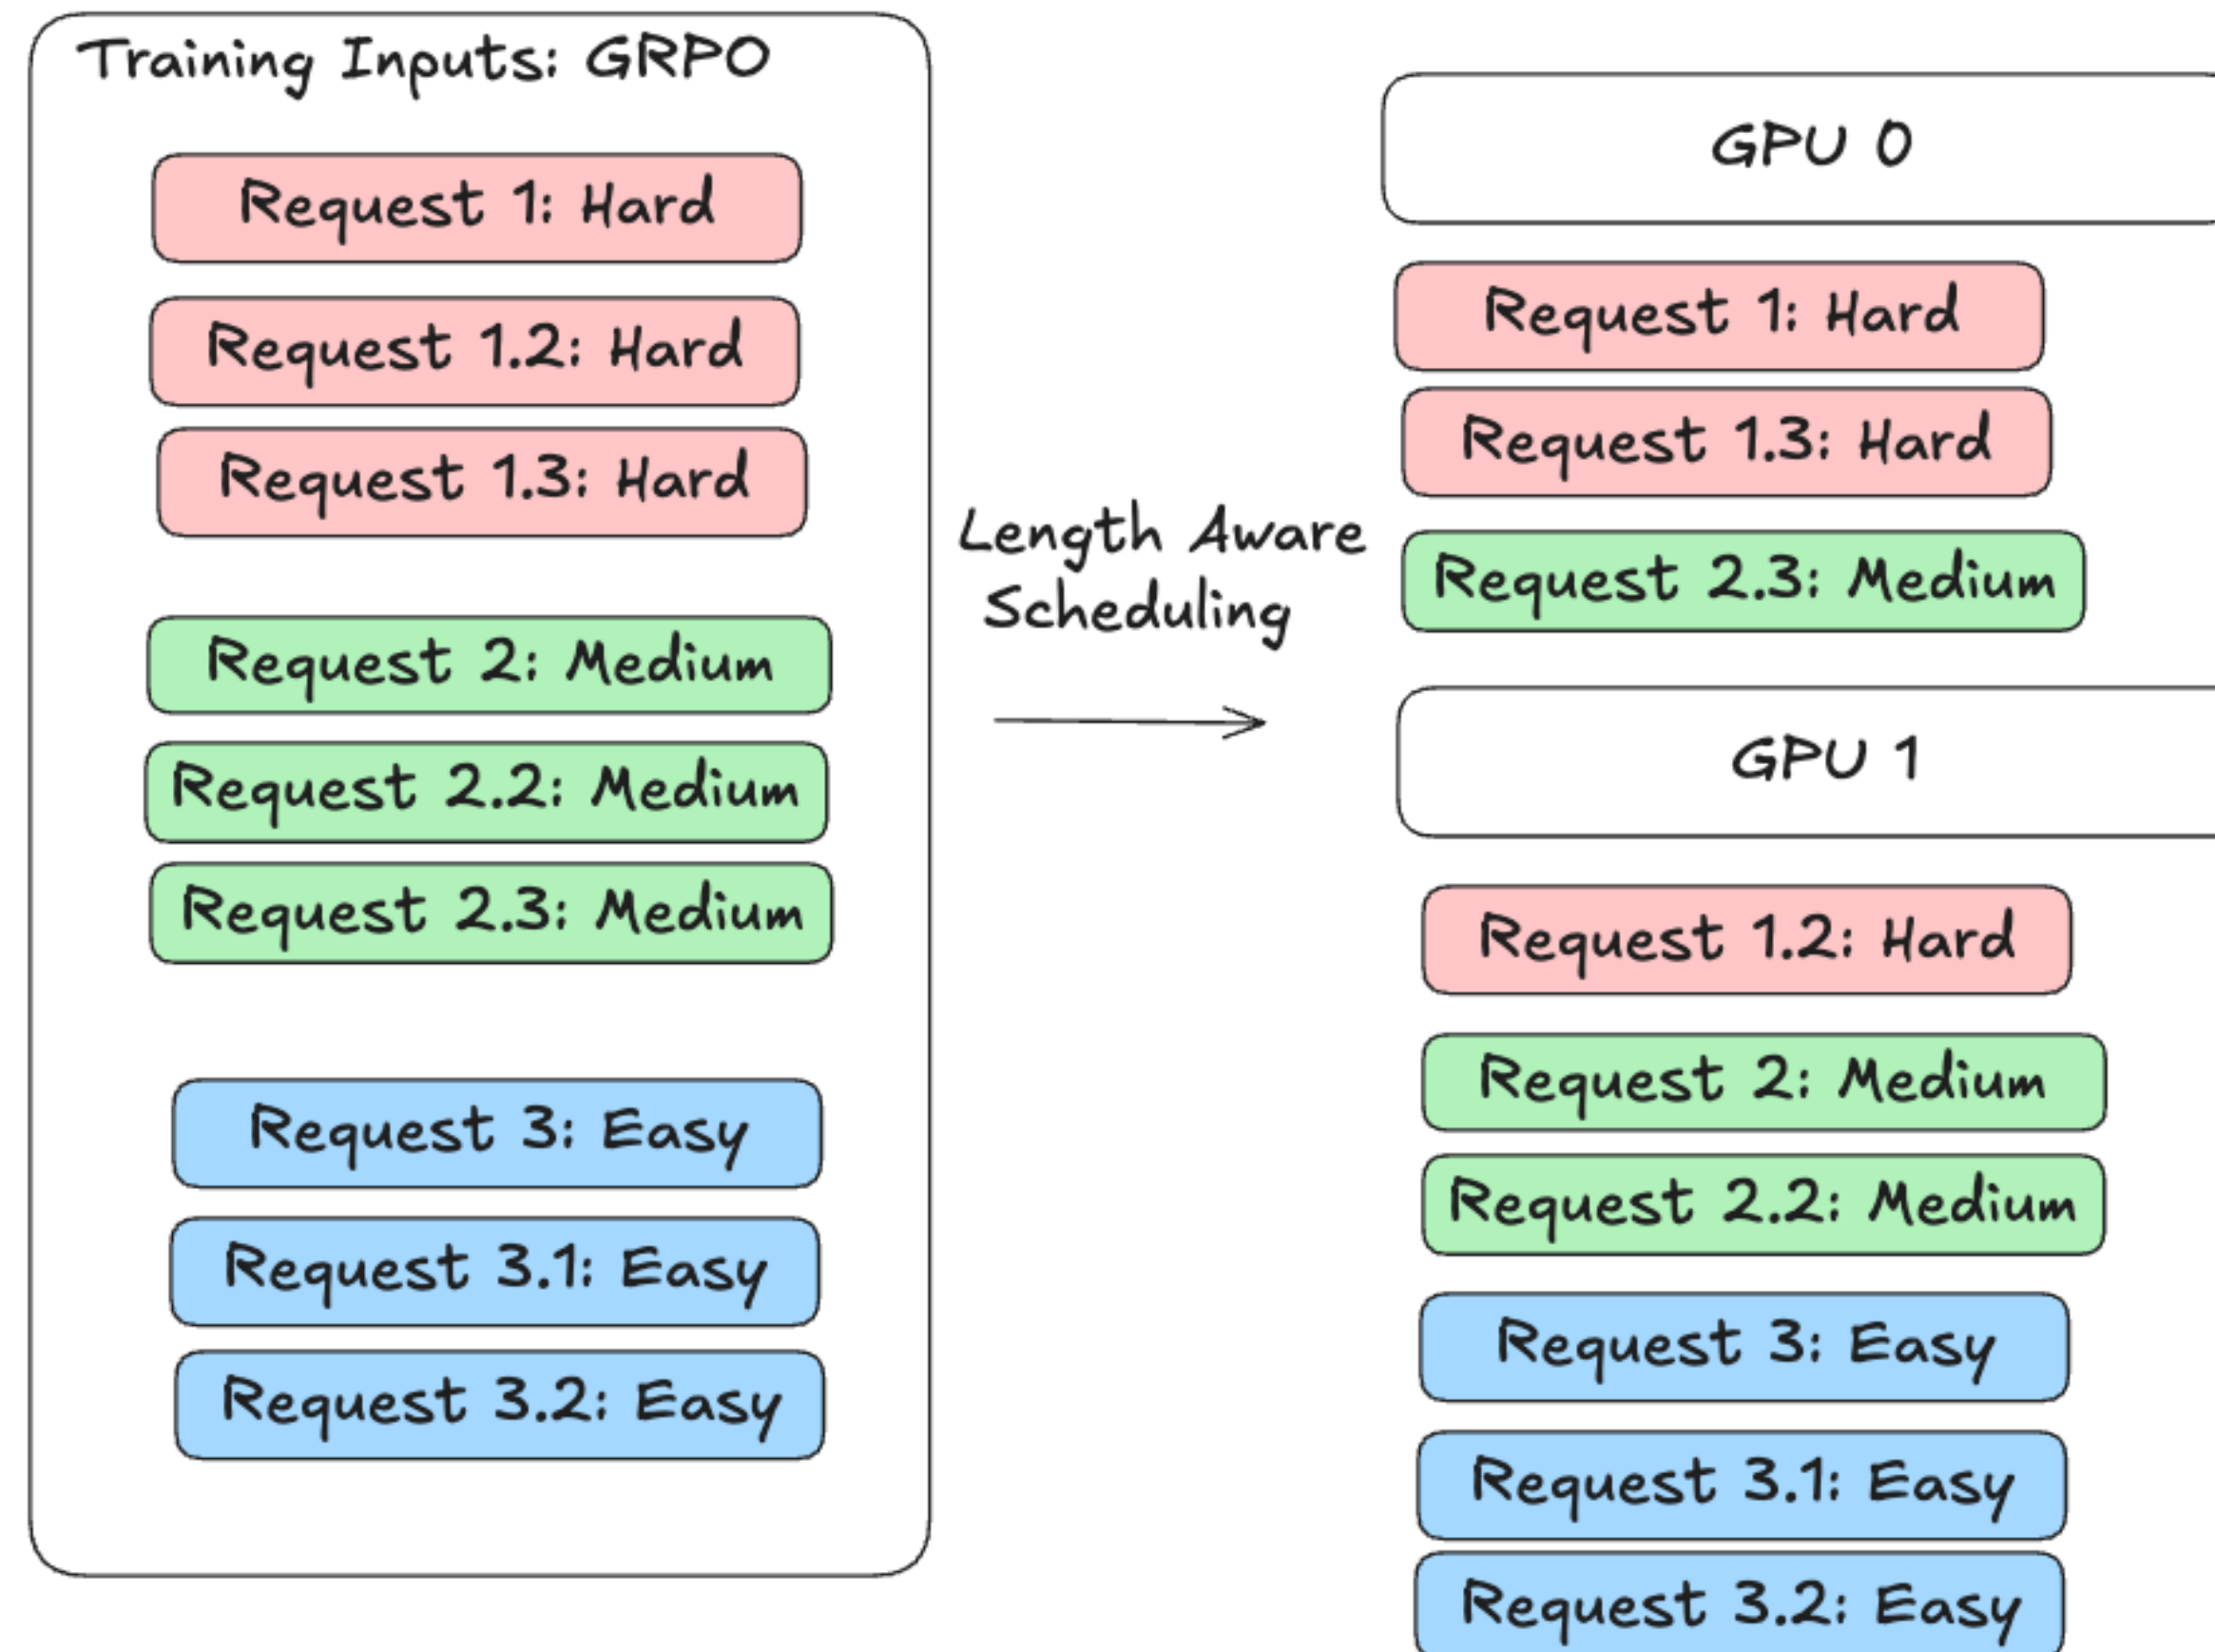 Training Inputs: GRPO
Request 1: Hard
Request 1.2: Hard
Request 1.3: Hard
Request 2: Medium
Request 2.2: Medium
Request 2.3: Medium
Request 3: Easy
Request 3.1: Easy
Request 3.2: Easy
Length Aware
Scheduling
GPU 0
Request 1: Hard
Request 1.3: Hard
Request 2.3: Medium
GPU 1
Request 1.2: Hard
Request 2: Medium
Request 2.2: Medium
Request 3: Easy
Request 3.1: Easy
Request 3.2: Easy